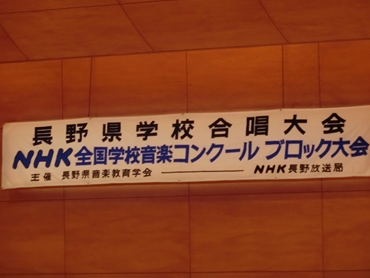 長野県学校合唱大会
NHK全国学校音楽コンクール ブロック大会
主催 長野県音楽教育学会 ――― NHK長野放送局